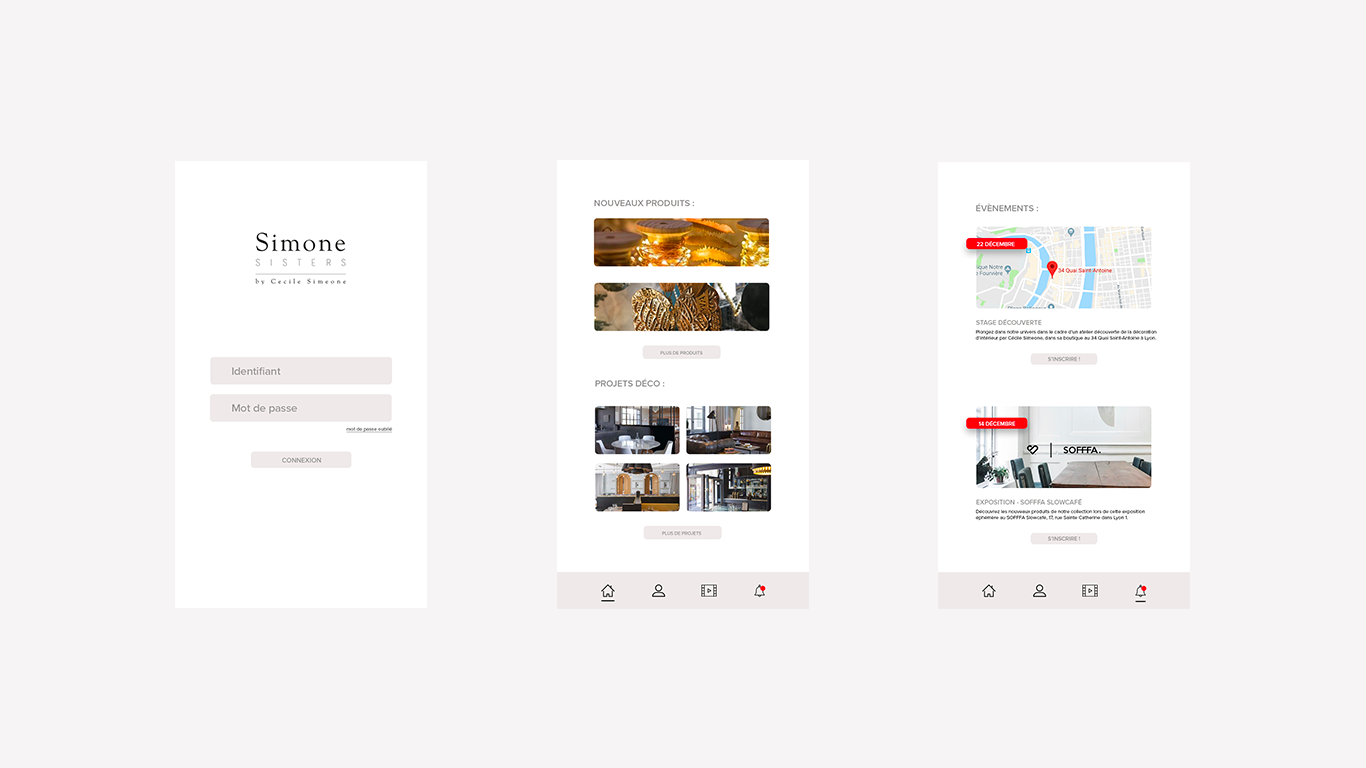 Simone
SISTERS
by Cecile Simeone
Identifiant
Mot de passe
mot de passe oublié
CONNEXION
NOUVEAUX PRODUITS :
PLUS DE PRODUITS
PROJETS DÉCO :
PLUS DE PROJETS
ÉVÈNEMENTS :
22 DÉCEMBRE
ique Notre
e Fourvière
34 Quai Saint-Antoine
STAGE DÉCOUVERTE
Plongez dans notre univers dans le cadre d'un atelier découverte de la décoration
d'intérieur par Cécile Simeone, dans sa boutique au 34 Quai Saint-Antoine à Lyon.
S'INSCRIRE !
14 DÉCEMBRE
SOFFFA.
EXPOSITION - SOFFFA SLOWCAFÉ
Découvrez les nouveaux produits de notre collection lors de cette exposition
éphémère au SOFFFA Slowcafé, 17, rue Sainte Catherine dans Lyon 1.
S'INSCRIRE !